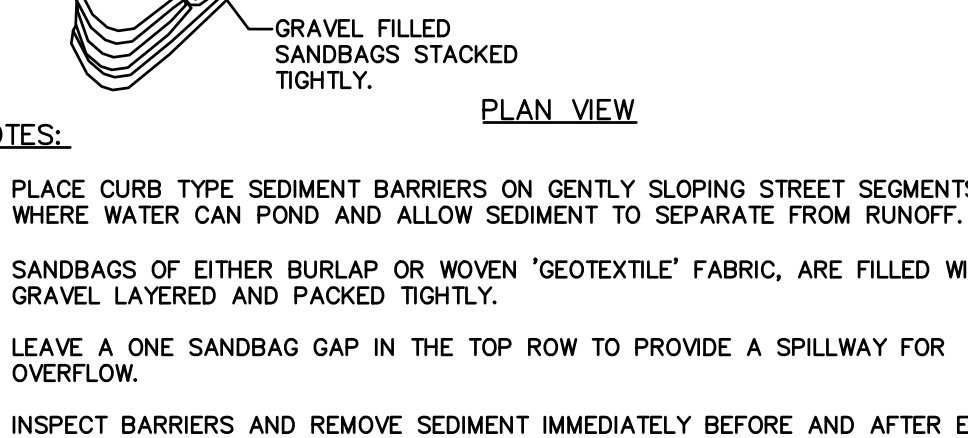 GRAVEL FILLED
SANDBAGS STACKED
TIGHTLY.
PLAN VIEW
OTES:
PLACE CURB TYPE SEDIMENT BARRIERS ON GENTLY SLOPING STREET SEGMENTS
WHERE WATER CAN POND AND ALLOW SEDIMENT TO SEPARATE FROM RUNOFF.
SANDBAGS OF EITHER BURLAP OR WOVEN 'GEOTEXTILE' FABRIC, ARE FILLED WI
GRAVEL LAYERED AND PACKED TIGHTLY.
LEAVE A ONE SANDBAG GAP IN THE TOP ROW TO PROVIDE A SPILLWAY FOR
OVERFLOW.
INSPECT BARRIERS AND REMOVE SEDIMENT IMMEDIATELY BEFORE AND AFTER E